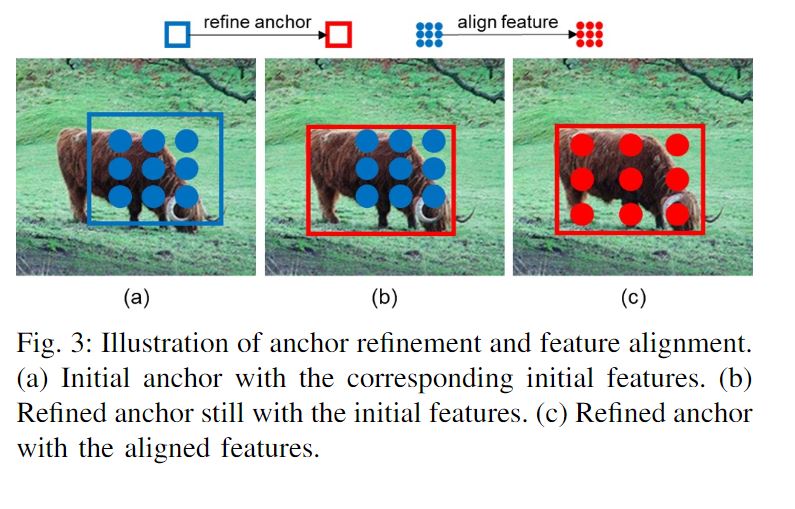 refine anchor align feature
(a) (b) (c)
Fig. 3: Illustration of anchor refinement and feature alignment.
(a) Initial anchor with the corresponding initial features. (b)
Refined anchor still with the initial features. (c) Refined anchor
with the aligned features.